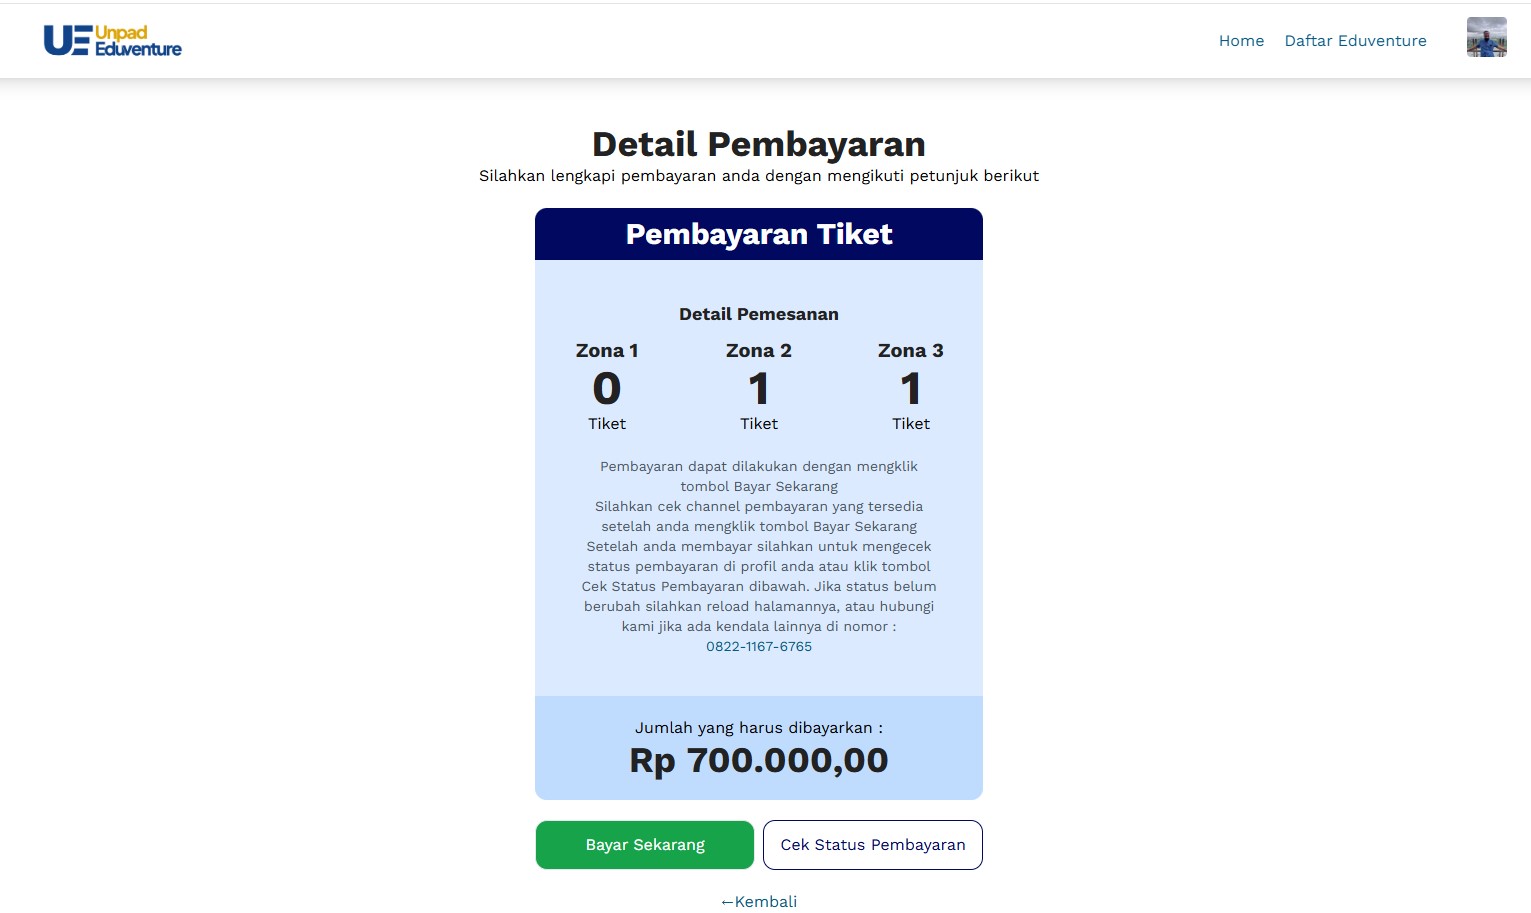 UE Unpad
Eduventure
Home
Daftar Eduventure
Detail Pembayaran
Silahkan lengkapi pembayaran anda dengan mengikuti petunjuk berikut
Pembayaran Tiket
Detail Pemesanan
Zona 1
0
Tiket
Zona 2
1
Tiket
Zona 3
1
Tiket
Pembayaran dapat dilakukan dengan mengklik
tombol Bayar Sekarang
Silahkan cek channel pembayaran yang tersedia
setelah anda mengklik tombol Bayar Sekarang
Setelah anda membayar silahkan untuk mengecek
status pembayaran di profil anda atau klik tombol
Cek Status Pembayaran dibawah. Jika status belum
berubah silahkan reload halamannya, atau hubungi
kami jika ada kendala lainnya di nomor :
0822-1167-6765
Jumlah yang harus dibayarkan :
Rp 700.000,00
Bayar Sekarang
Cek Status Pembayaran
←Kembali